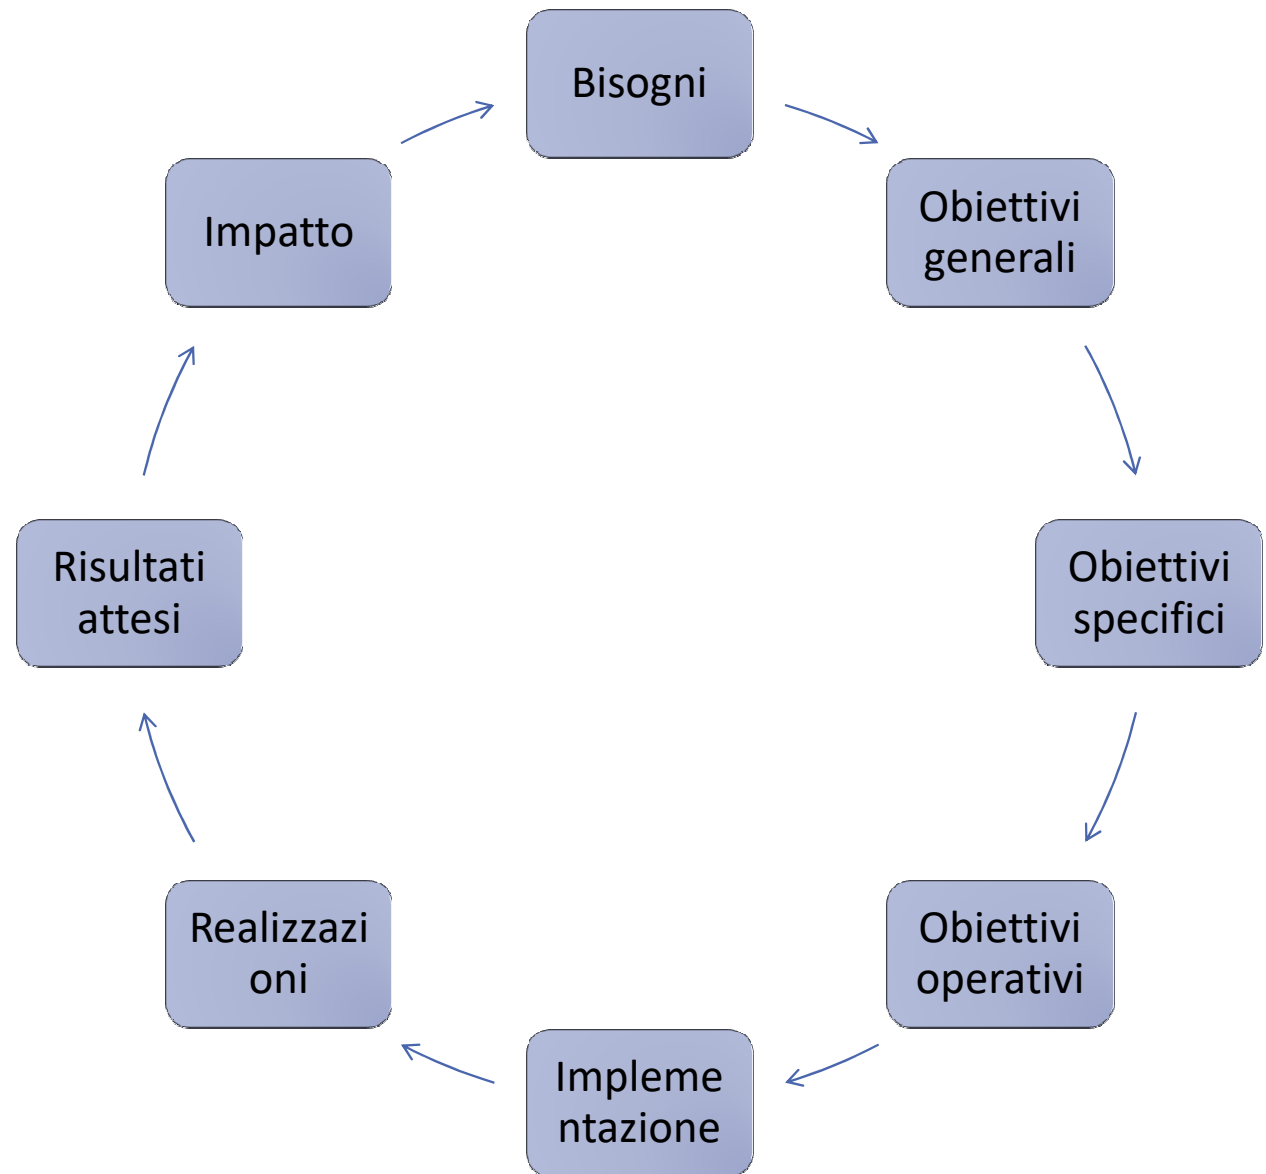 Bisogni
Obiettivi
generali
Obiettivi
specifici
Obiettivi
operativi
Impleme
ntazione
Realizzazi
oni
Risultati
attesi
Impatto